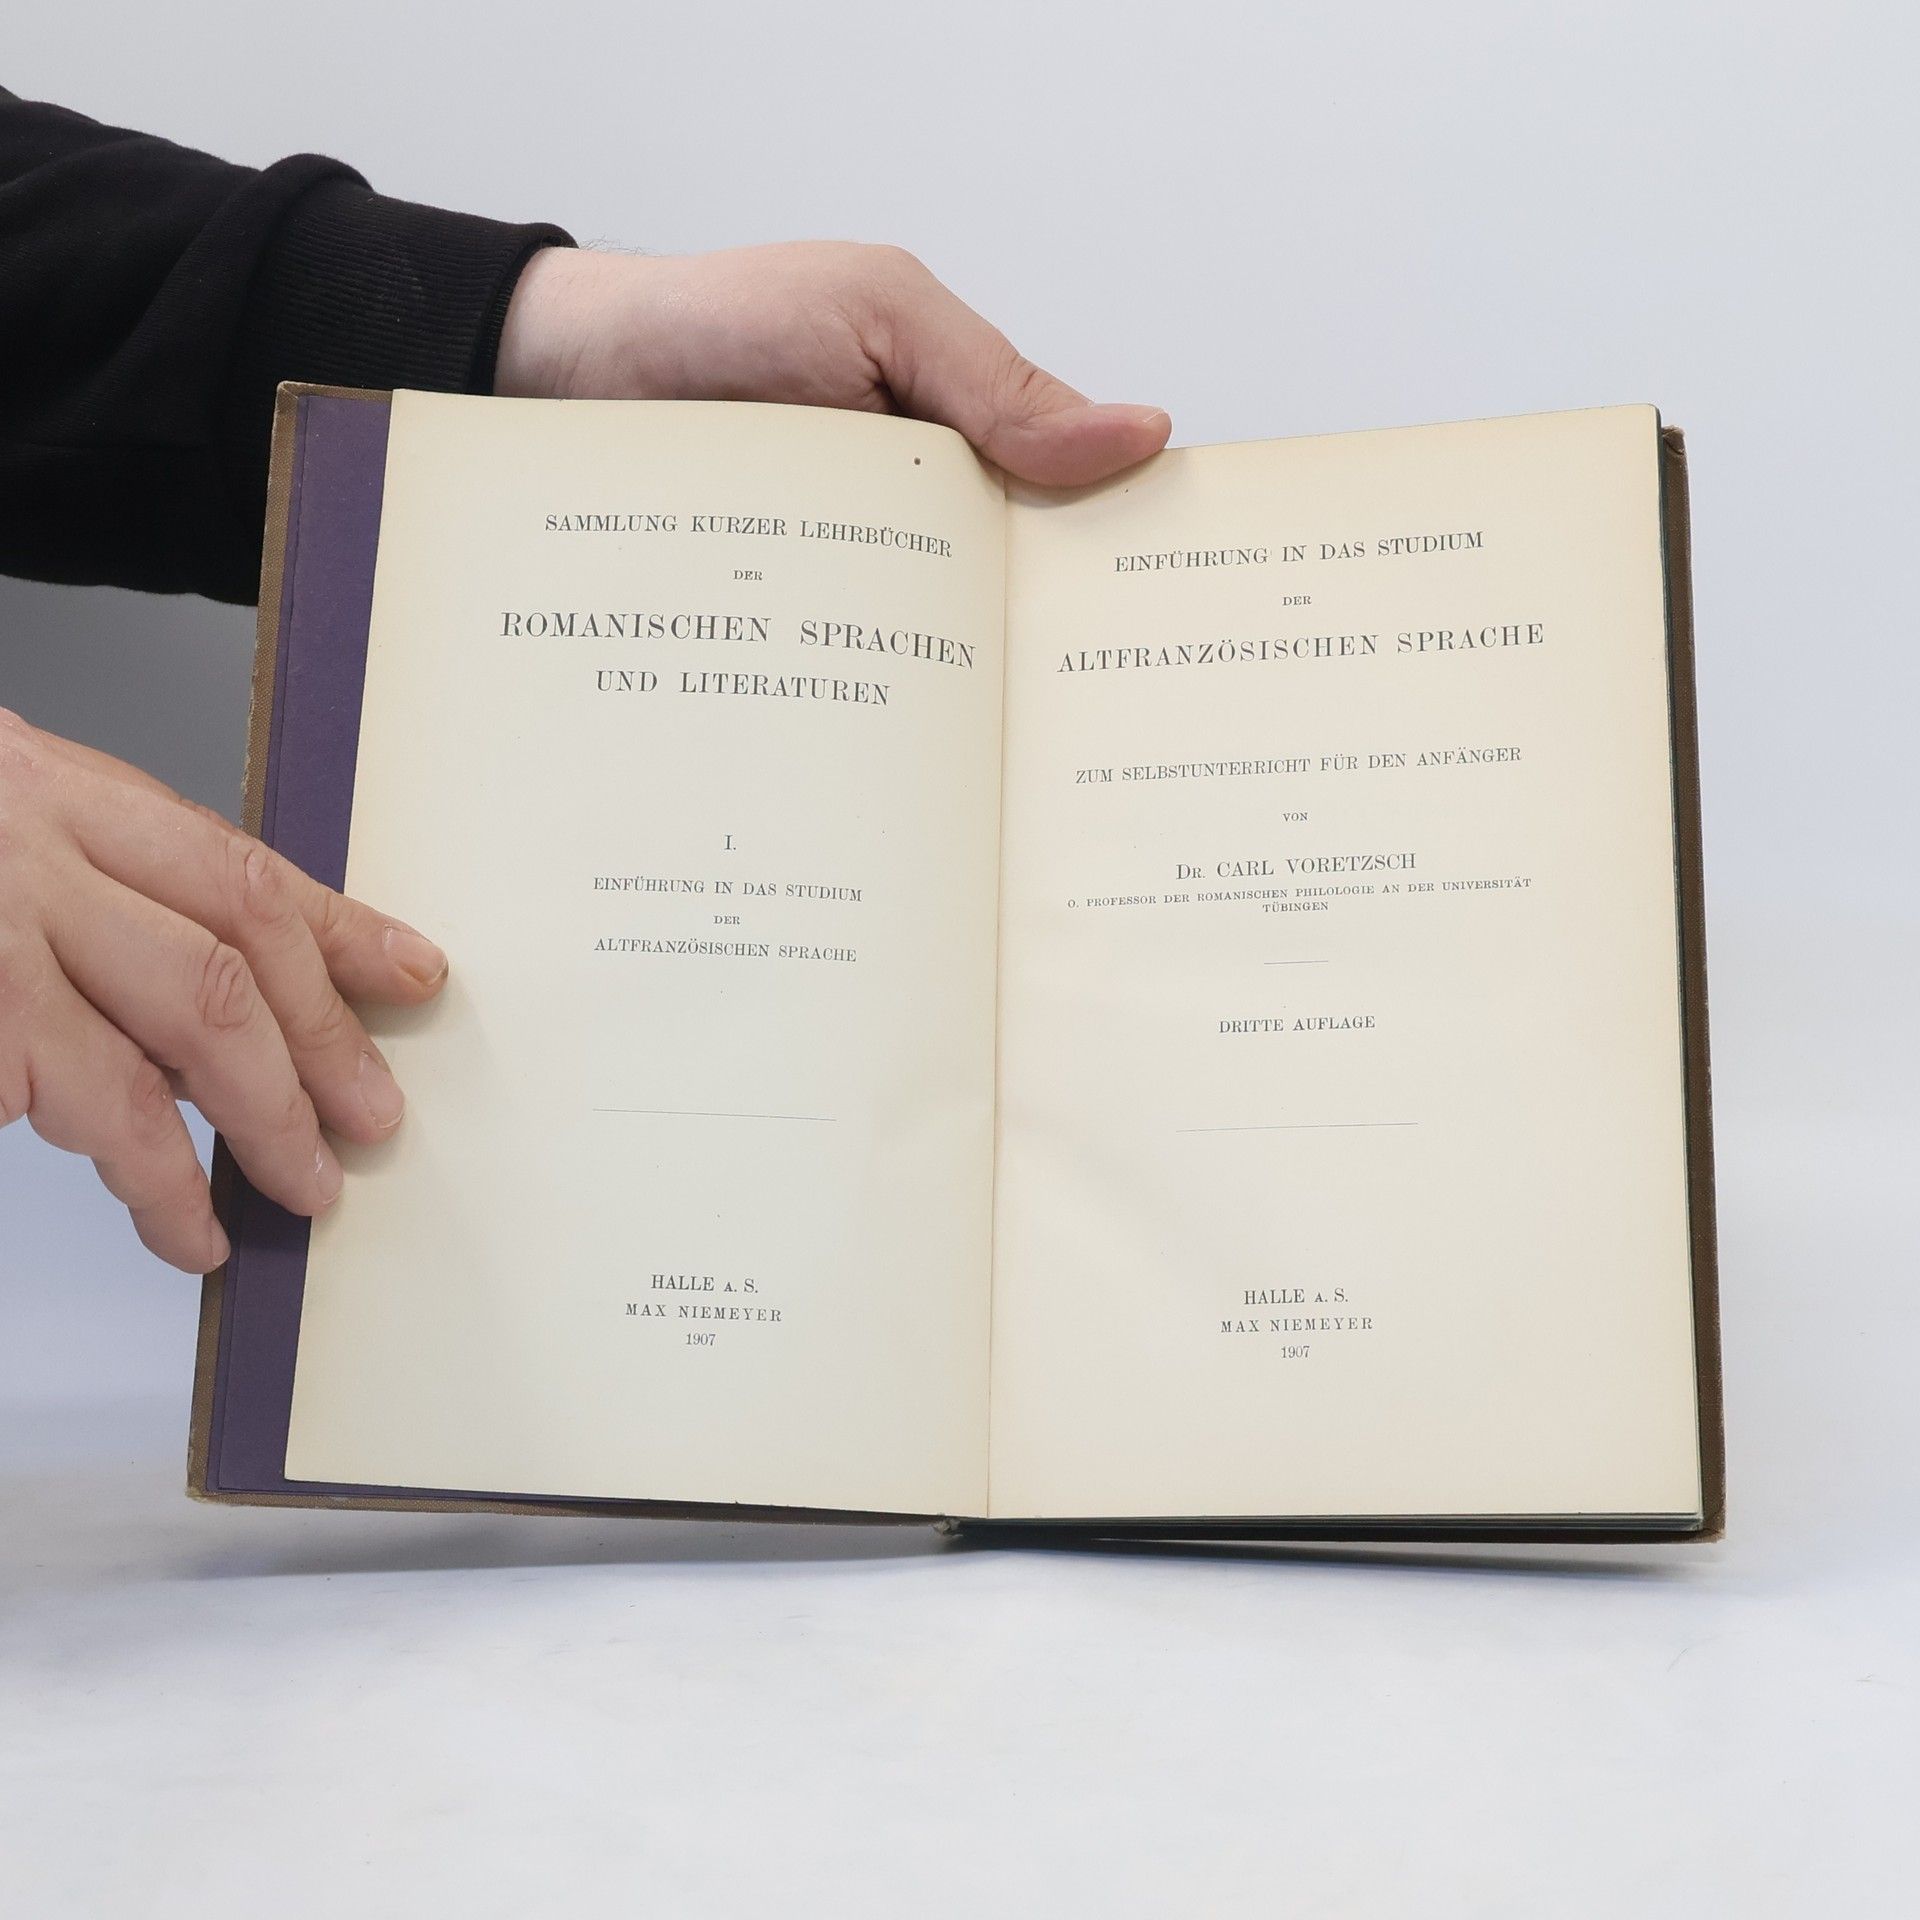 SAMMLUNG KURZER LEHRBÜCHER
DER
ROMANISCHEN SPRACHEN
UND LITERATUREN
I.
EINFÜHRUNG IN DAS STUDIUM
DER
ALTFRANZÖSISCHEN SPRACHE
HALLE A. S.
MAX NIEMEYER
1907
EINFÜHRUNG IN DAS STUDIUM
DER
ALTFRANZÖSISCHEN SPRACHE
ZUM SELBSTUNTERRICHT FÜR DEN ANFÄNGER
VON
DR. CARL VORETZSCH
O. PROFESSOR DER ROMANISCHEN PHILOLOGIE AN DER UNIVERSITÄT
TÜBINGEN
DRITTE AUFLAGE
HALLE A. S.
MAX NIEMEYER
1907